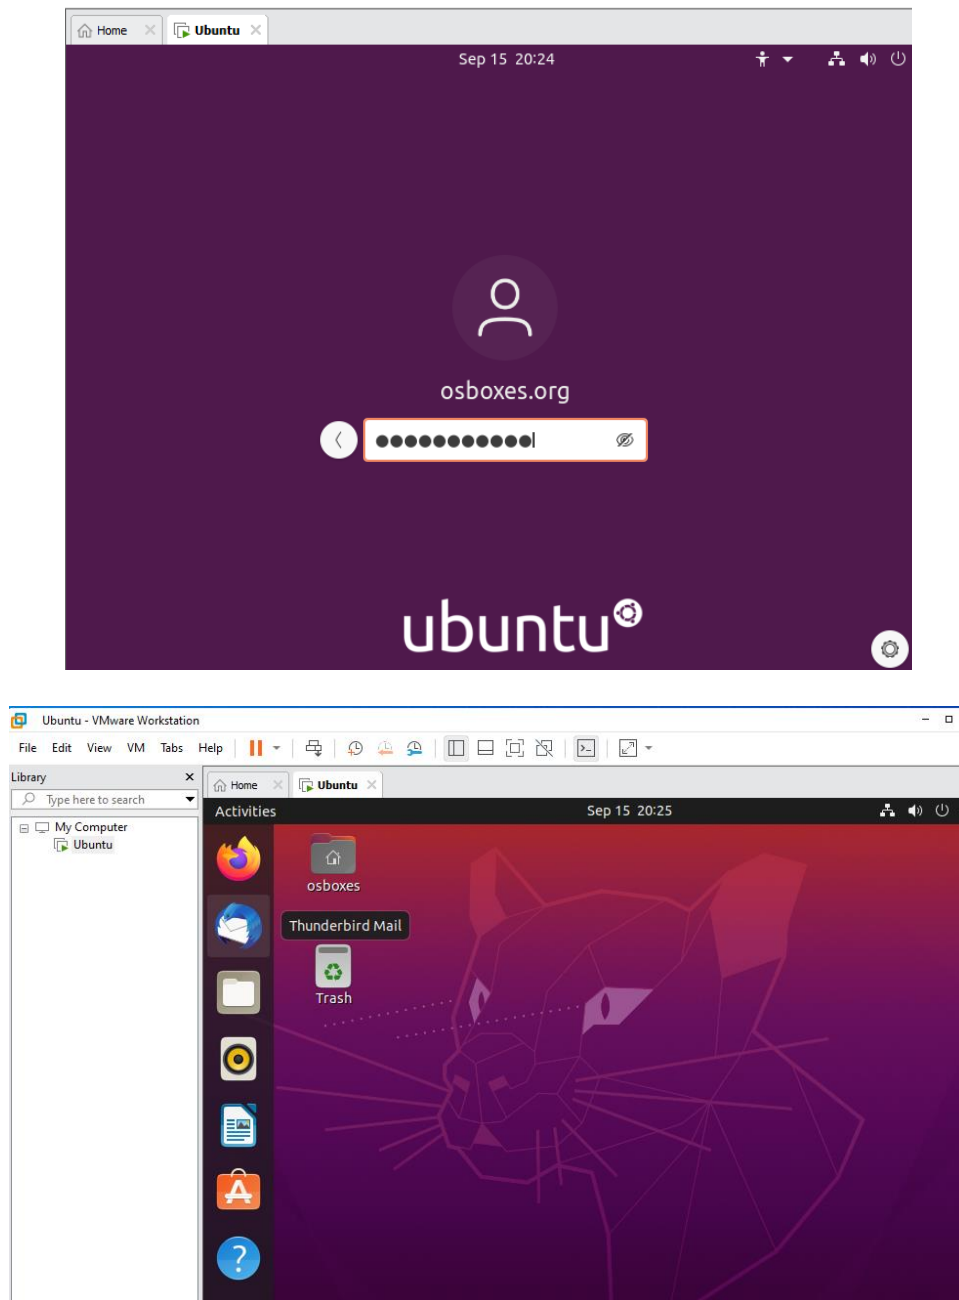 Home
Ubuntu
Sep 15 20:24
osboxes.org
ubuntu
Ubuntu - VMware Workstation
File Edit View VM Tabs Help
Library
Type here to search
My Computer
Ubuntu
Home
Ubuntu
Activities
Sep 15 20:25
osboxes
Thunderbird Mail
Trash